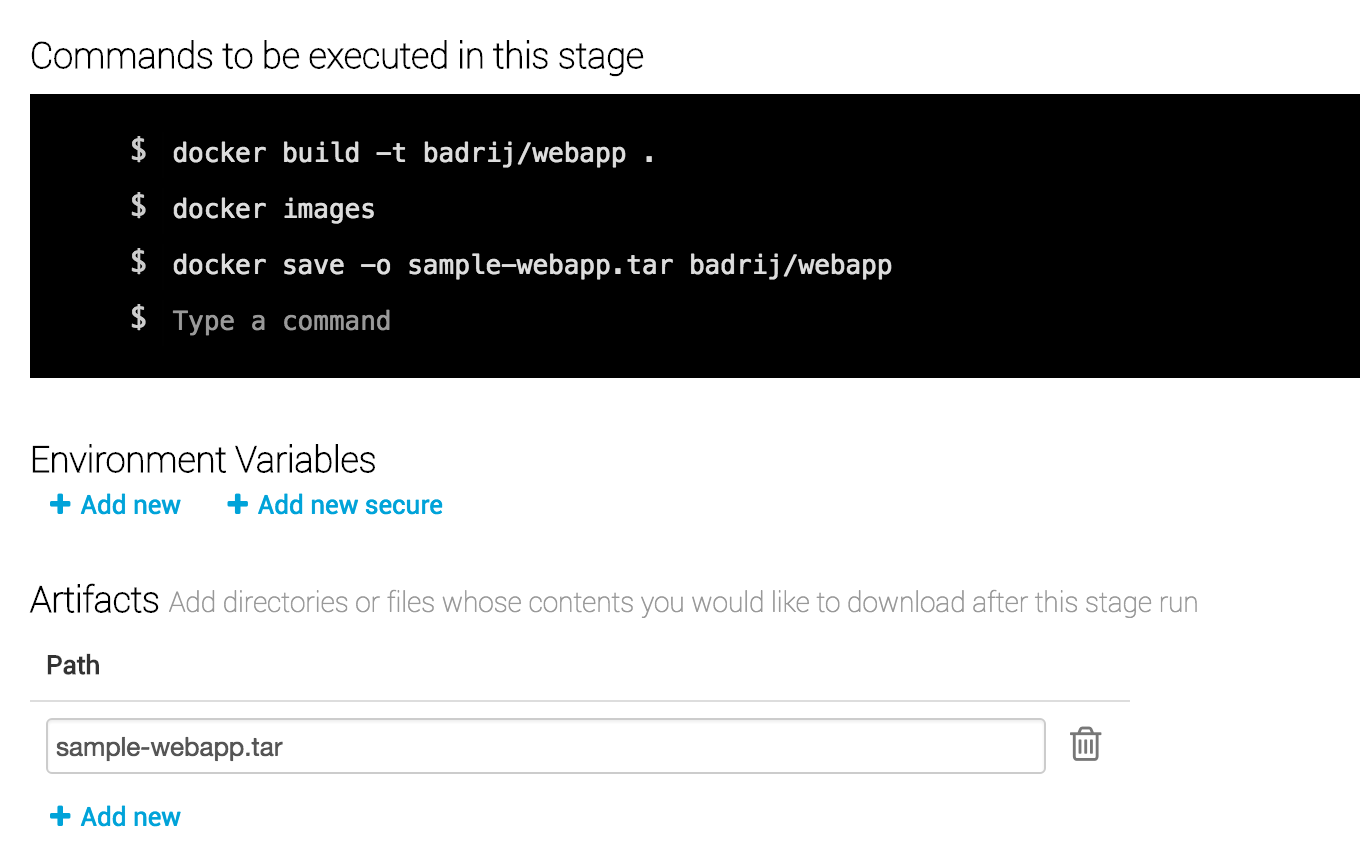 Commands to be executed in this stage
$ docker build -t badrij/webapp .
$ docker images
$ docker save -o sample-webapp.tar badrij/webapp
$ Type a command
Environment Variables
+ Add new + Add new secure
Artifacts Add directories or files whose contents you would like to download after this stage run
Path
sample-webapp.tar
+ Add new